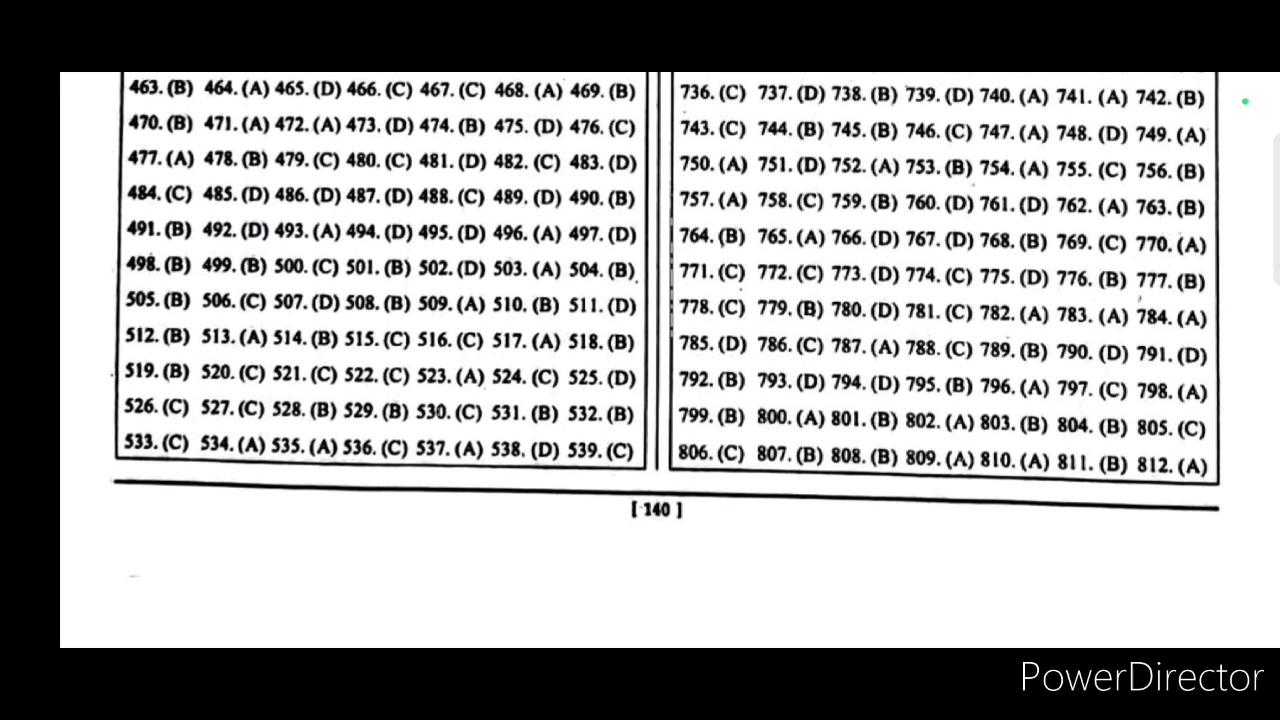 463. (B) 464. (A) 465. (D) 466. (C) 467. (C) 468. (A) 469. (B)
470. (B) 471. (A) 472. (A) 473. (D) 474. (B) 475. (D) 476. (C)
477. (A) 478. (B) 479. (C) 480. (C) 481. (D) 482. (C) 483. (D)
484. (C) 485. (D) 486. (D) 487. (D) 488. (C) 489. (D) 490. (B)
491. (B) 492. (D) 493. (A) 494. (D) 495. (D) 496. (A) 497. (D)
498. (B) 499. (B) 500. (C) 501. (B) 502. (D) 503. (A) 504. (B)
505. (B) 506. (C) 507. (D) 508. (B) 509. (A) 510. (B) 511. (D)
512. (B) 513. (A) 514. (B) 515. (C) 516. (C) 517. (A) 518. (B)
519. (B) 520. (C) 521. (C) 522. (C) 523. (A) 524. (C) 525. (D)
526. (C) 527. (C) 528. (B) 529. (B) 530. (C) 531. (B) 532. (B)
533. (C) 534. (A) 535. (A) 536. (C) 537. (A) 538. (D) 539. (C)
736. (C) 737. (D) 738. (B) 739. (D) 740. (A) 741. (A) 742. (B)
743. (C) 744. (B) 745. (B) 746. (C) 747. (A) 748. (D) 749. (A)
750. (A) 751. (D) 752. (A) 753. (B) 754. (A) 755. (C) 756. (B)
757. (A) 758. (C) 759. (B) 760. (D) 761. (D) 762. (A) 763. (B)
764. (B) 765. (A) 766. (D) 767. (D) 768. (B) 769. (C) 770. (A)
771. (C) 772. (C) 773. (D) 774. (C) 775. (D) 776. (B) 777. (B)
778. (C) 779. (B) 780. (D) 781. (C) 782. (A) 783. (A) 784. (A)
785. (D) 786. (C) 787. (A) 788. (C) 789. (B) 790. (D) 791. (D)
792. (B) 793. (D) 794. (D) 795. (B) 796. (A) 797. (C) 798. (A)
799. (B) 800. (A) 801. (B) 802. (A) 803. (B) 804. (B) 805. (C)
806. (C) 807. (B) 808. (B) 809. (A) 810. (A) 811. (B) 812. (A)
[ 140 ]
PowerDirector